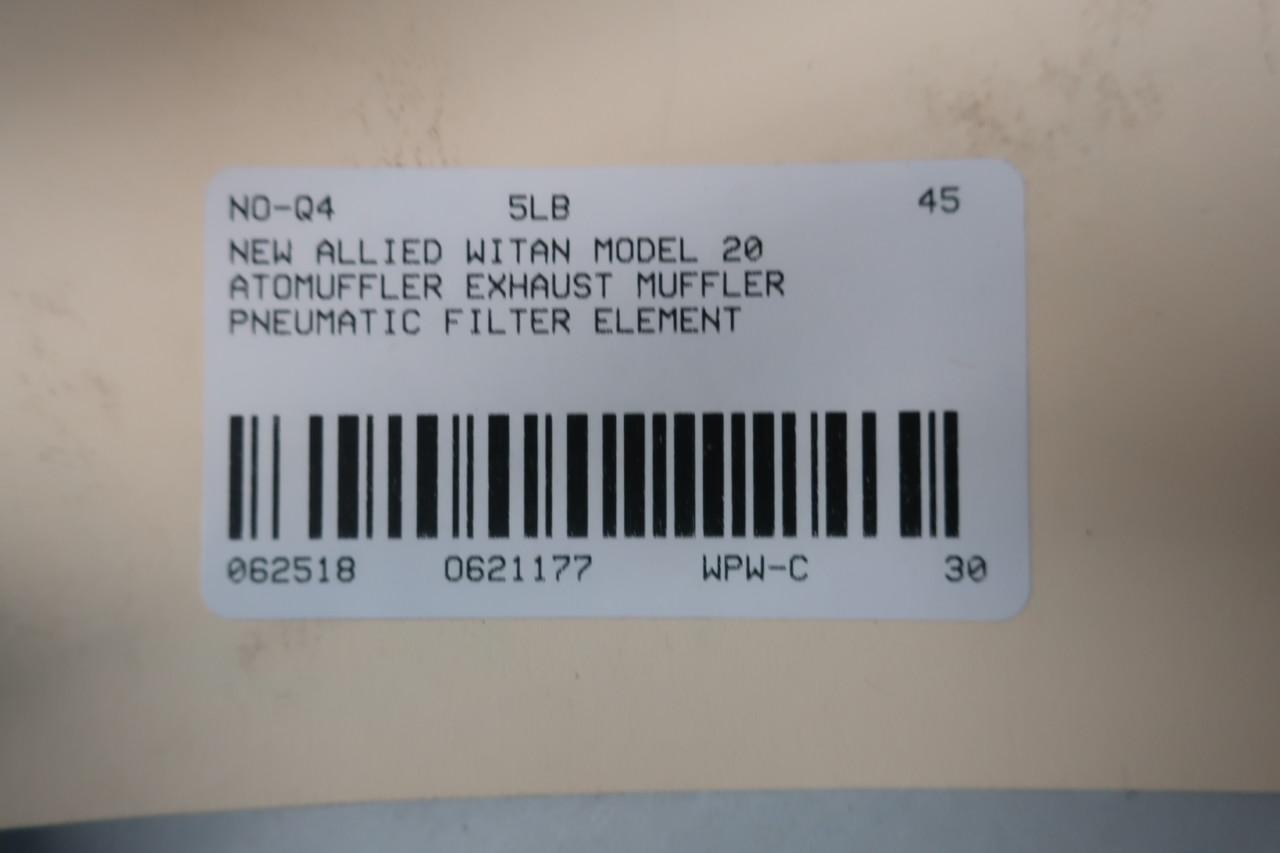 NO-Q4 5LB 45
NEW ALLIED WITAN MODEL 20
ATOMUFFLER EXHAUST MUFFLER
PNEUMATIC FILTER ELEMENT
062518 0621177 WPW-C 30